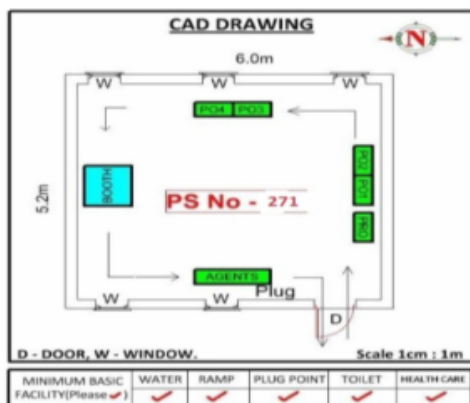 CAD DRAWING
N
6.0m
W W W
PO4 PO3
5.2m
BOOTH
PO2
PO1
PRO
PS No - 271
AGENTS
Plug
W W
D
D - DOOR, W - WINDOW. Scale 1cm : 1m
MINIMUM BASIC FACILITY(Please ✓) WATER RAMP PLUG POINT TOILET HEALTH CARE
✓ ✓ ✓ ✓ ✓